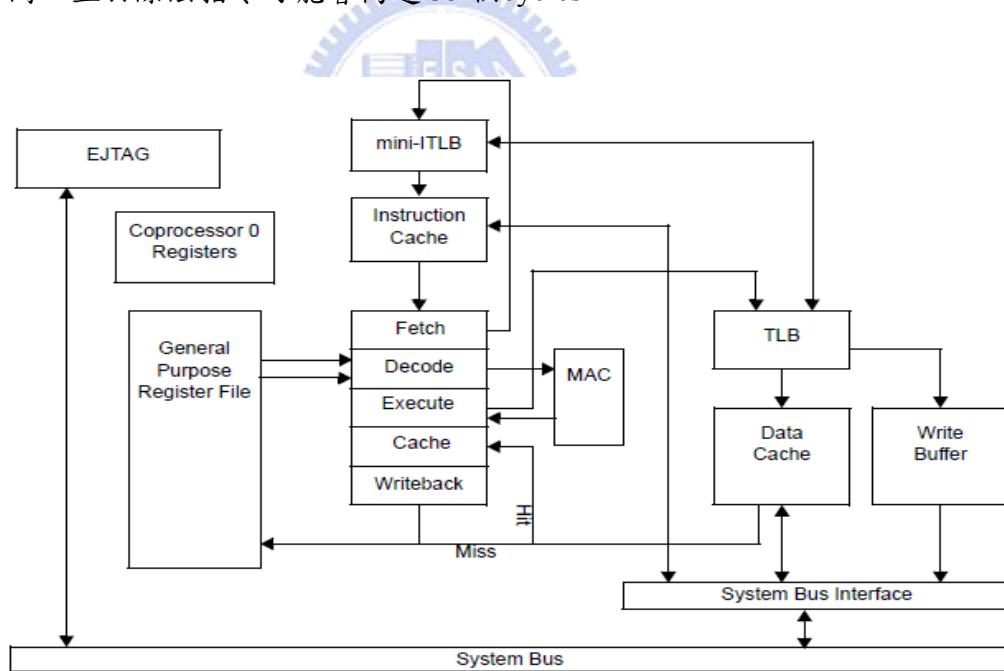 mini-ITLB
EJTAG
Instruction
Cache
Coprocessor 0
Registers
Fetch
Decode
Execute
Cache
Writeback
General
Purpose
Register File
MAC
TLB
Data
Cache
Write
Buffer
Hit
Miss
System Bus Interface
System Bus